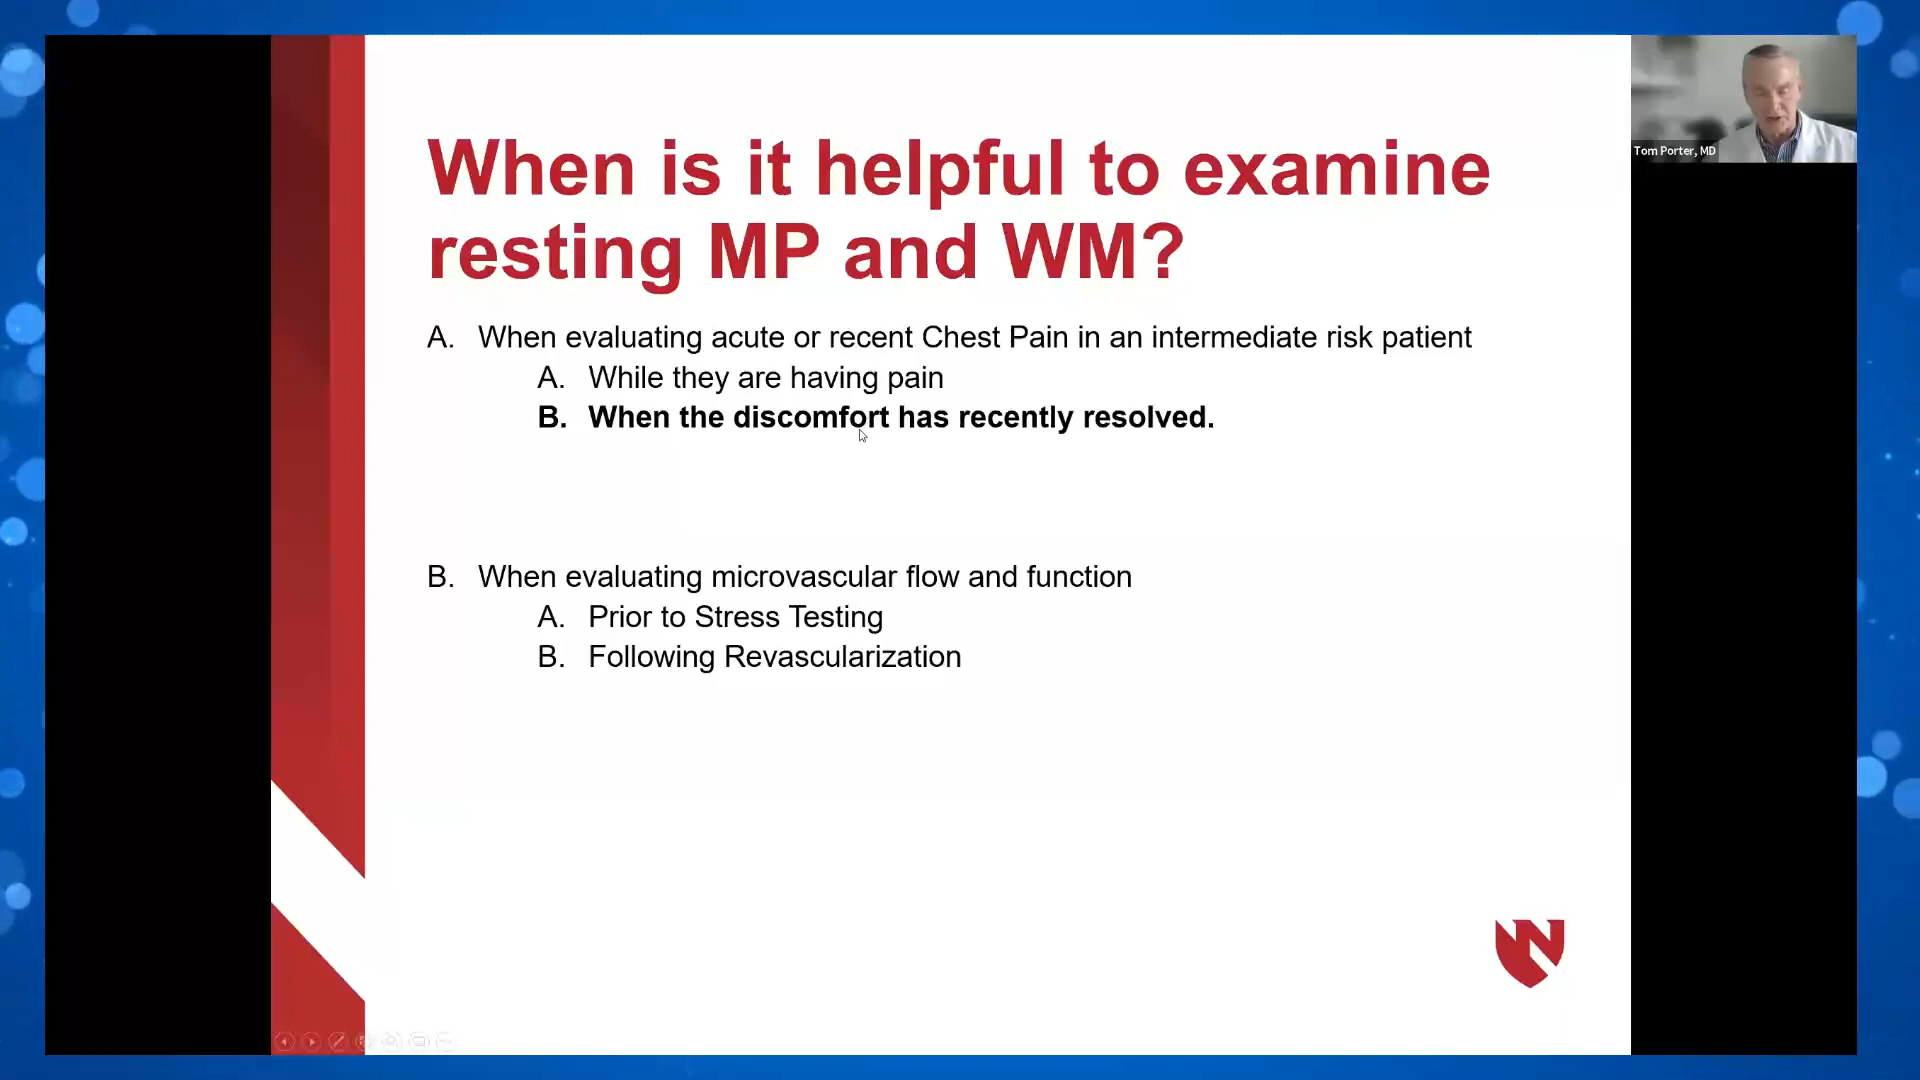 When is it helpful to examine
resting MP and WM?
A. When evaluating acute or recent Chest Pain in an intermediate risk patient
A. While they are having pain
B. When the discomfort has recently resolved.
B. When evaluating microvascular flow and function
A. Prior to Stress Testing
B. Following Revascularization
Tom Porter, MD
N